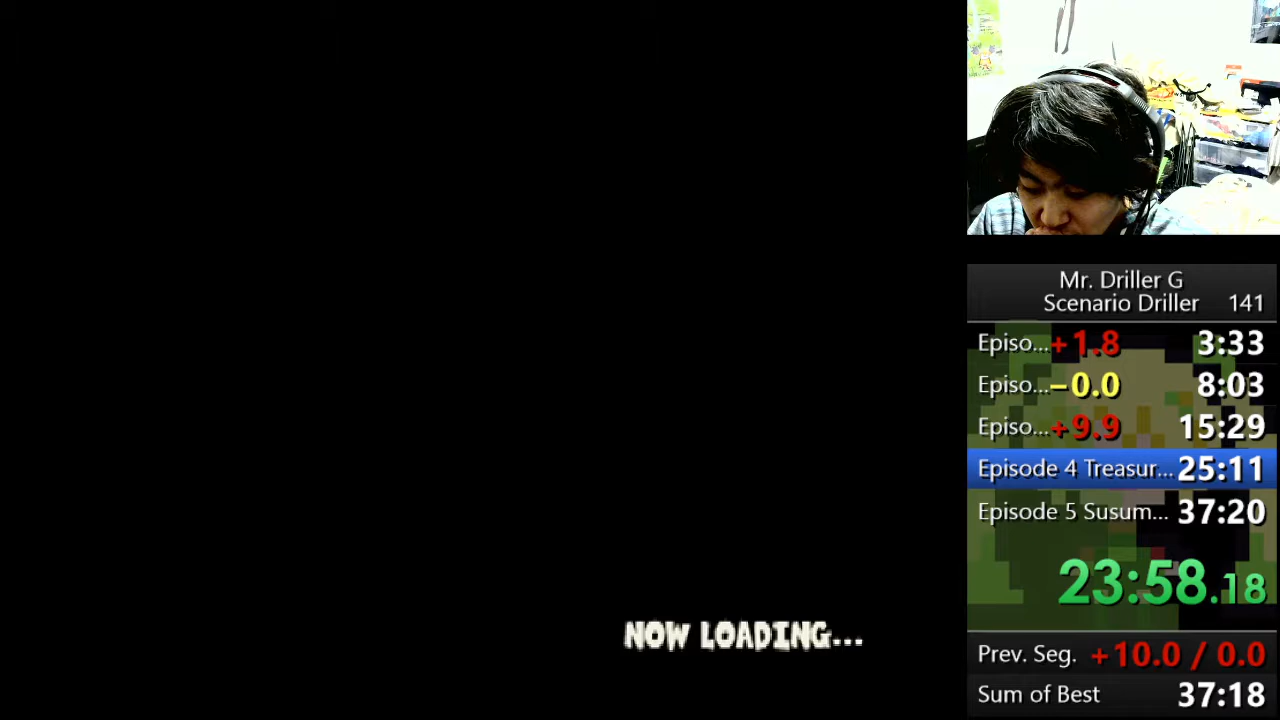 Mr. Driller G
Scenario Driller 141
Episo... +1.8 3:33
Episo... −0.0 8:03
Episo... +9.9 15:29
Episode 4 Treasur... 25:11
Episode 5 Susum... 37:20
23:58.18
NOW LOADING...
Prev. Seg. +10.0 / 0.0
Sum of Best 37:18